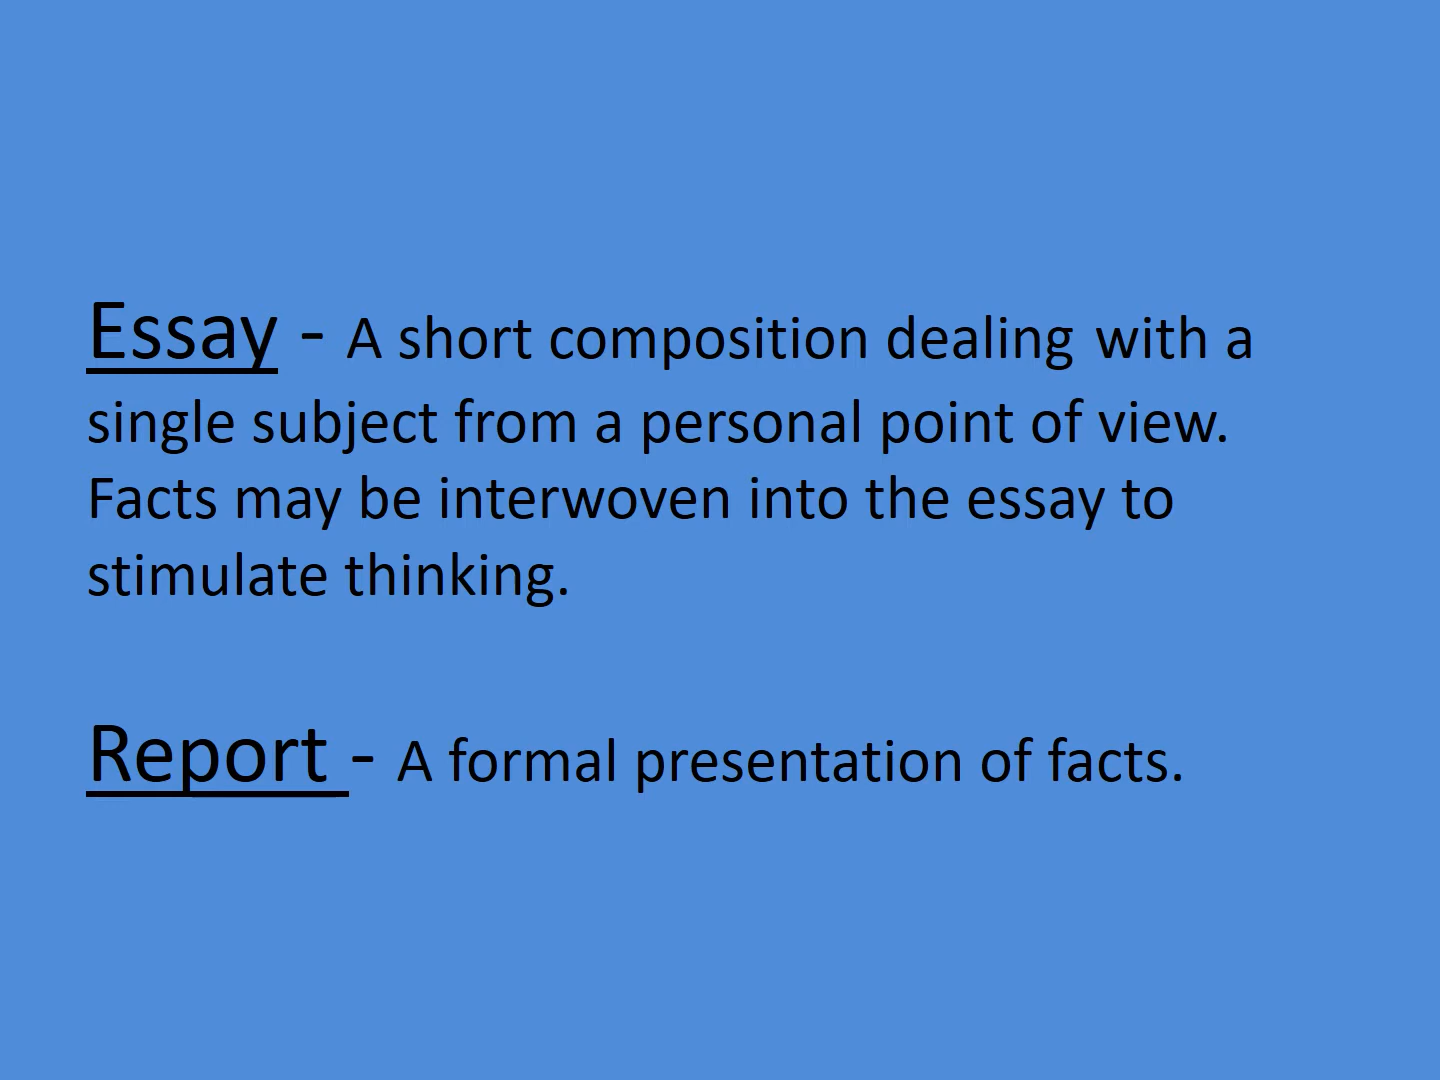 Essay - A short composition dealing with a
single subject from a personal point of view.
Facts may be interwoven into the essay to
stimulate thinking.
Report - A formal presentation of facts.